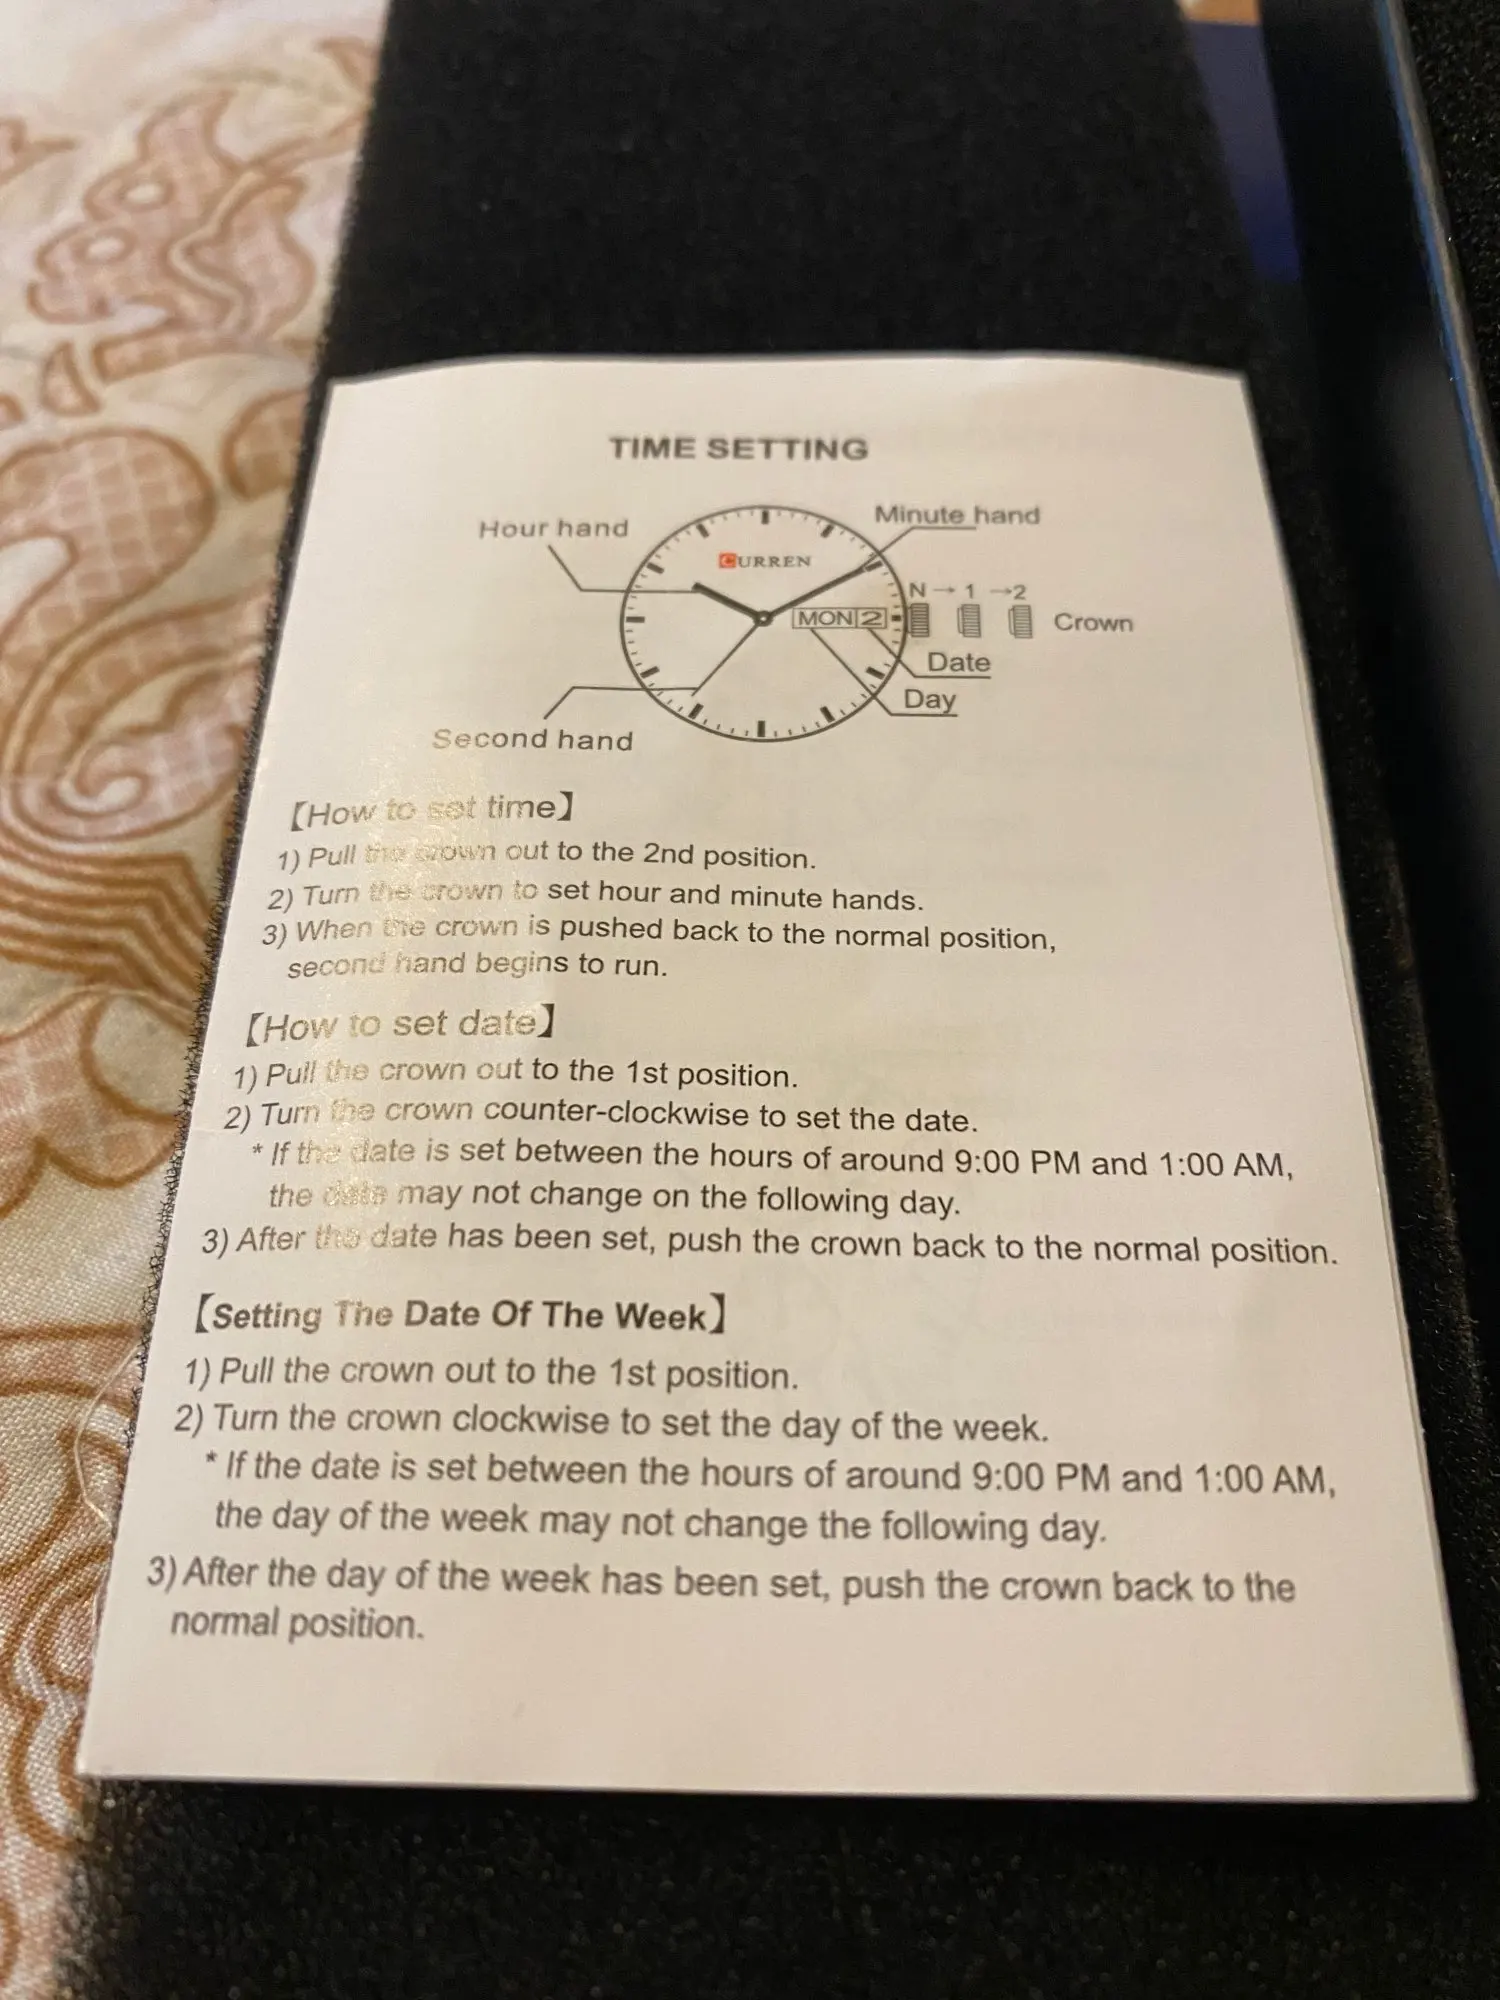 TIME SETTING
Hour hand
Minute hand
CURREN
N → 1 → 2
MON 2
Crown
Date
Day
Second hand
【How to set time】
1) Pull the crown out to the 2nd position.
2) Turn the crown to set hour and minute hands.
3) When the crown is pushed back to the normal position,
second hand begins to run.
【How to set date】
1) Pull the crown out to the 1st position.
2) Turn the crown counter-clockwise to set the date.
* If the date is set between the hours of around 9:00 PM and 1:00 AM,
the date may not change on the following day.
3) After the date has been set, push the crown back to the normal position.
【Setting The Date Of The Week】
1) Pull the crown out to the 1st position.
2) Turn the crown clockwise to set the day of the week.
* If the date is set between the hours of around 9:00 PM and 1:00 AM,
the day of the week may not change the following day.
3) After the day of the week has been set, push the crown back to the
normal position.